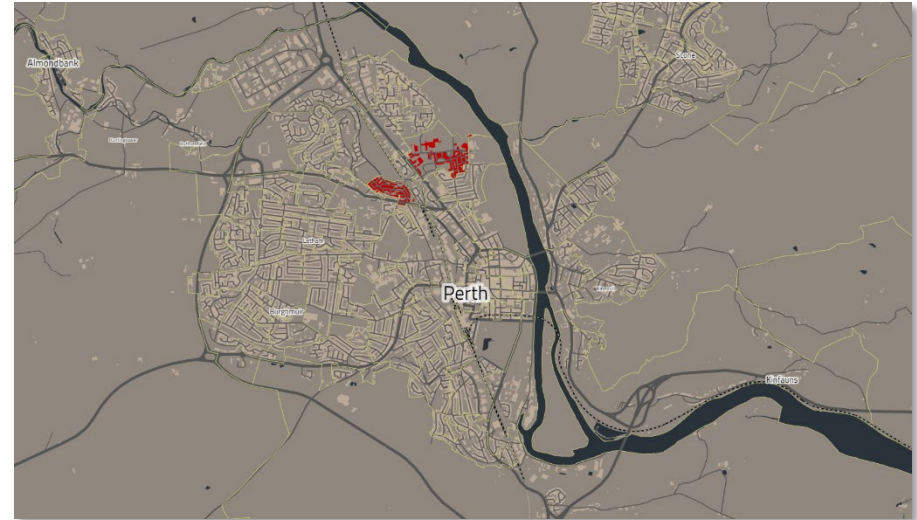 Almondbank
Scone
Letham
Perth
Burghmuir
Kinfauns